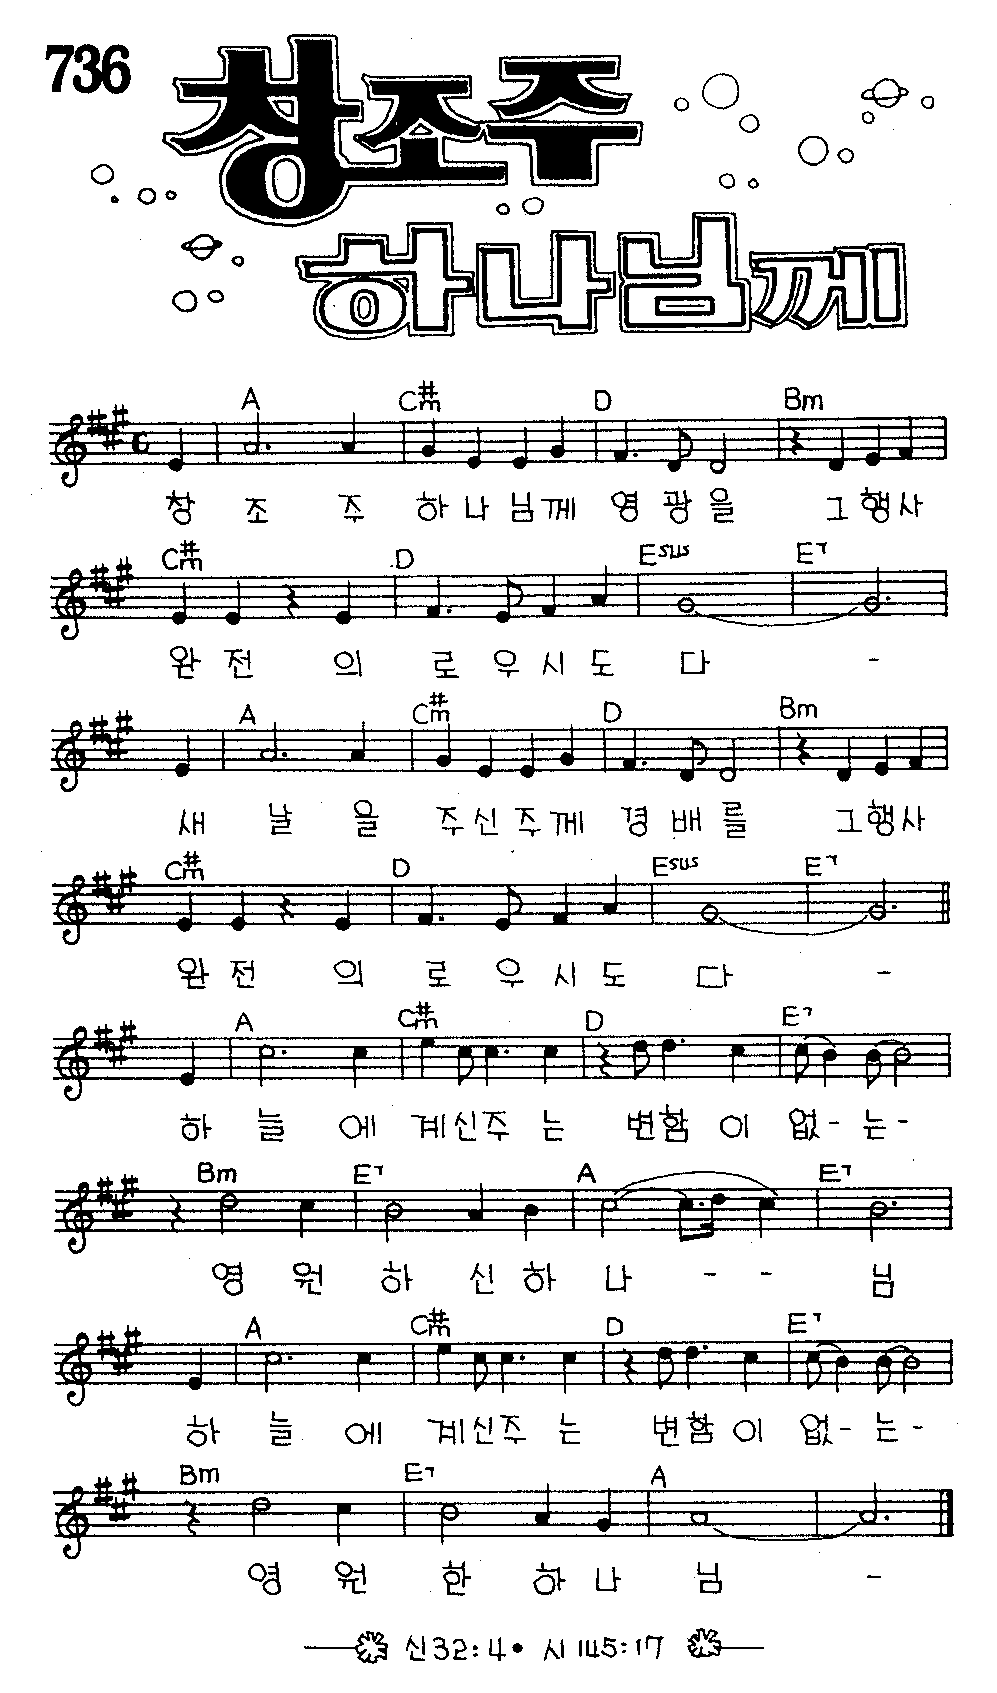 736
창조주
하나님께
A C#m D Bm
창 조 주 하 나 님 께 영 광 을 그 행 사
C#m D Esus E7
완 전 의 로 우 시 도 다 -
A C#m D Bm
새 날 을 주 신 주 께 경 배 를 그 행 사
C#m D Esus E7
완 전 의 로 우 시 도 다 -
A C#m D E7
하 늘 에 계 신 주 는 변 함 이 없 - 는 -
Bm E7 A E7
영 원 하 신 하 나 - - 님
A C#m D E7
하 늘 에 계 신 주 는 변 함 이 없 - 는 -
Bm E7 A
영 원 한 하 나 님 -
신 32:4 • 시 145:17